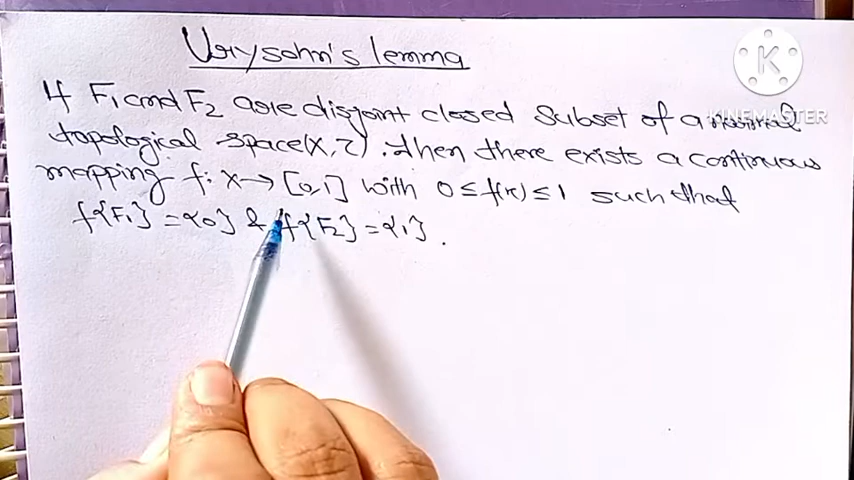 Urysohn's lemma
If F₁ and F₂ are disjoint closed Subset of a normal
topological space (X, τ). Then there exists a continuous
mapping f: X → [0,1] with 0 ≤ f(x) ≤ 1 such that
f{F₁} = {0} & f{F₂} = {1}.
K
KINEMASTER